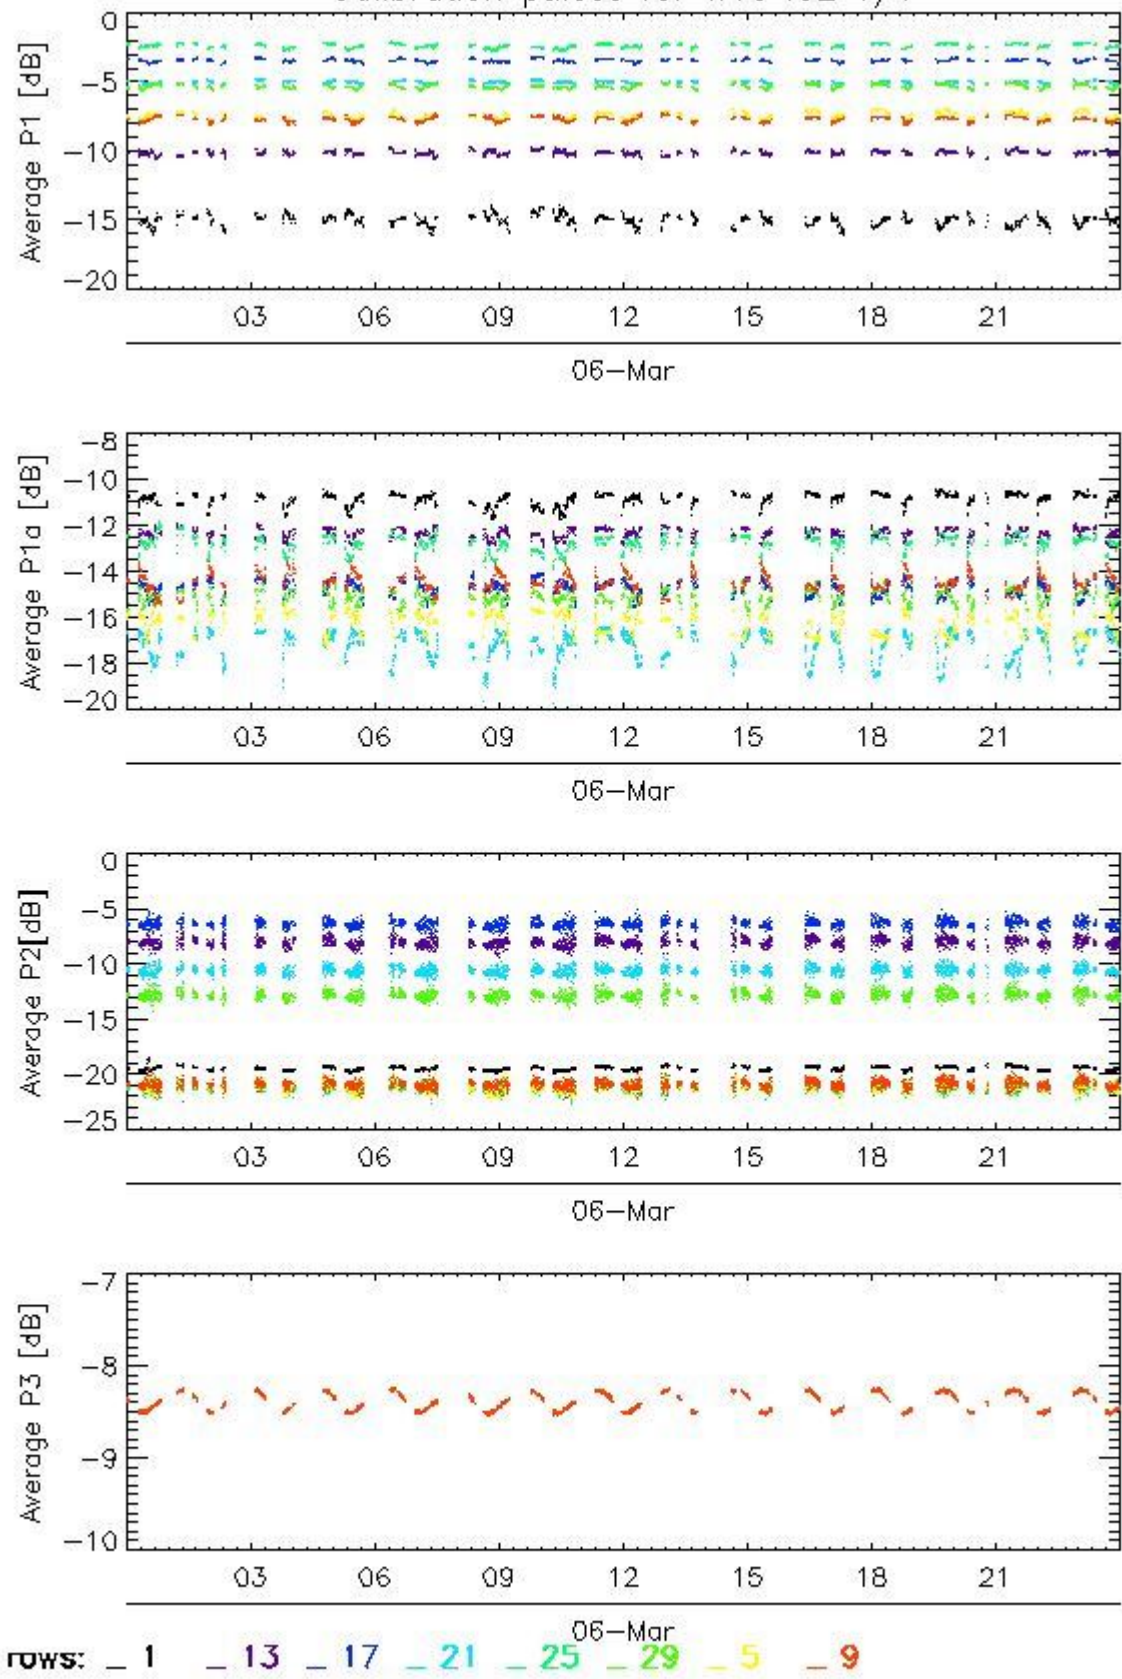 0
−5
−10
−15
−20
Average P1 [dB]
03 06 09 12 15 18 21
06−Mar
−8
−10
−12
−14
−16
−18
−20
Average P1a [dB]
03 06 09 12 15 18 21
06−Mar
0
−5
−10
−15
−20
−25
Average P2[dB]
03 06 09 12 15 18 21
06−Mar
−7
−8
−9
−10
Average P3 [dB]
03 06 09 12 15 18 21
06−Mar
rows: _ 1 _ 13 _ 17 _ 21 _ 25 _ 29 _ 5 _ 9